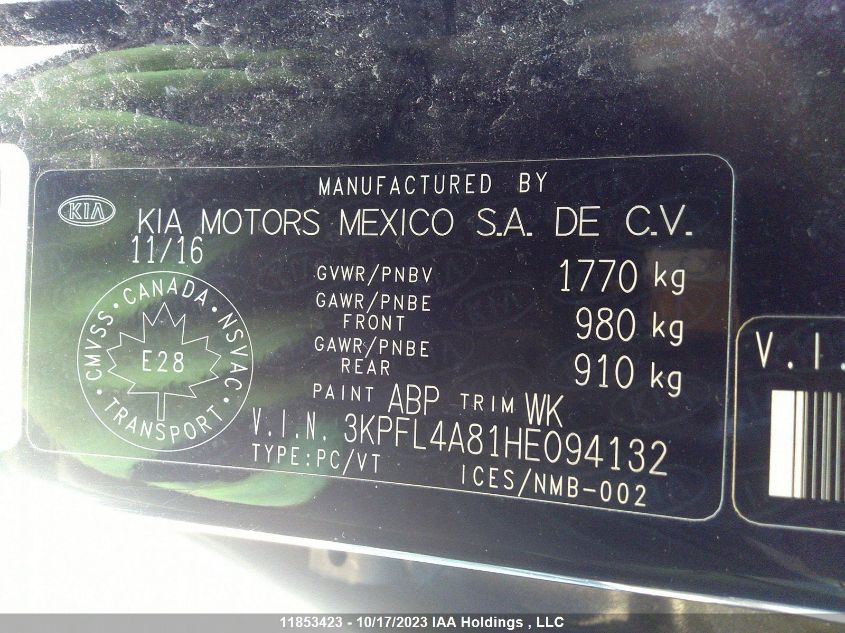 MANUFACTURED BY
KIA
KIA MOTORS MEXICO S.A. DE C.V.
11/16
GVWR/PNBV 1770 kg
GAWR/PNBE FRONT 980 kg
GAWR/PNBE REAR 910 kg
CMVSS • CANADA • NSVAC • TRANSPORT •
E28
PAINT ABP TRIM WK
V.I.N. 3KPFL4A81HE094132
TYPE:PC/VT ICES/NMB-002
V.I.
11853423 - 10/17/2023 IAA Holdings , LLC